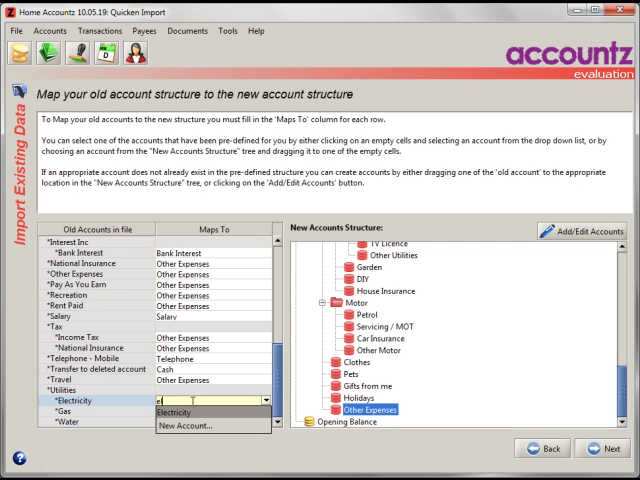 Home Accountz 10.05.19: Quicken Import
File Accounts Transactions Payees Documents Tools Help
accountz
evaluation
Map your old account structure to the new account structure
Import Existing Data
To Map your old accounts to the new structure you must fill in the 'Maps To' column for each row.
You can select one of the accounts that have been pre-defined for you by either clicking on an empty cells and selecting an account from the drop down list, or by
choosing an account from the "New Accounts Structure" tree and dragging it to one of the empty cells.
If an appropriate account does not already exist in the pre-defined structure you can create accounts by either dragging one of the 'old account' to the appropriate
location in the "New Accounts Structure" tree, or clicking on the 'Add/Edit Accounts' button.
Old Accounts in file Maps To
*Interest Inc
*Bank Interest Bank Interest
*National Insurance Other Expenses
*Other Expenses Other Expenses
*Pay As You Earn Other Expenses
*Recreation Other Expenses
*Rent Paid Other Expenses
*Salary Salary
*Tax
*Income Tax Other Expenses
*National Insurance Other Expenses
*Telephone - Mobile Telephone
*Transfer to deleted account Cash
*Travel Other Expenses
*Utilities
*Electricity el
*Gas Electricity
*Water New Account...
New Accounts Structure:
Add/Edit Accounts
TV Licence
Other Utilities
Garden
DIY
House Insurance
Motor
Petrol
Servicing / MOT
Car Insurance
Other Motor
Clothes
Pets
Gifts from me
Holidays
Other Expenses
Opening Balance
Back Next